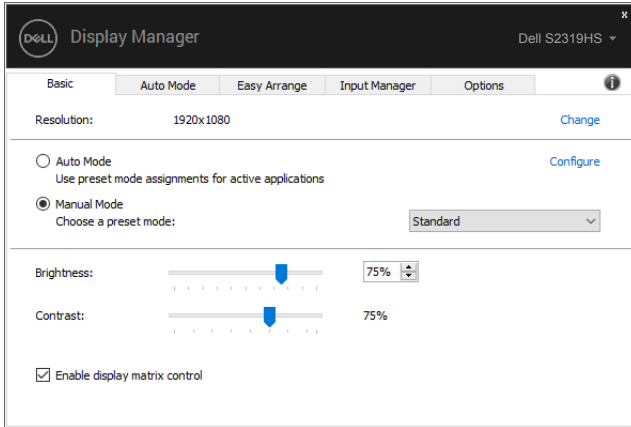 x
DELL Display Manager Dell S2319HS
Basic Auto Mode Easy Arrange Input Manager Options i
Resolution: 1920x1080 Change
Auto Mode Configure
Use preset mode assignments for active applications
Manual Mode
Choose a preset mode: Standard
Brightness: 75%
Contrast: 75%
Enable display matrix control